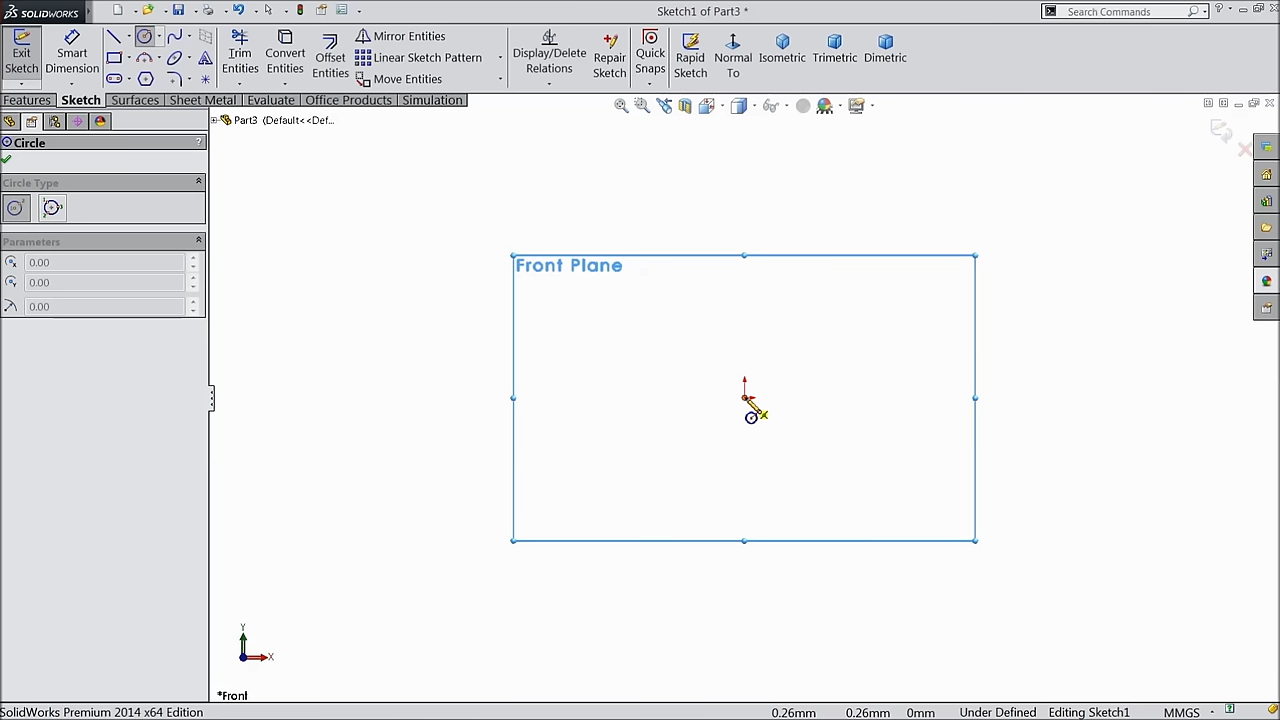 SOLIDWORKS
Sketch1 of Part3 *
Search Commands
?
Exit Sketch
Smart Dimension
Trim Entities
Convert Entities
Offset Entities
Mirror Entities
Linear Sketch Pattern
Move Entities
Display/Delete Relations
Repair Sketch
Quick Snaps
Rapid Sketch
Normal To
Isometric
Trimetric
Dimetric
Features
Sketch
Surfaces
Sheet Metal
Evaluate
Office Products
Simulation
Part3 (Default<<Def...
Circle
?
Circle Type
Parameters
0.00
0.00
0.00
Front Plane
Y
X
*Front
SolidWorks Premium 2014 x64 Edition
0.26mm
0.26mm
0mm
Under Defined
Editing Sketch1
MMGS